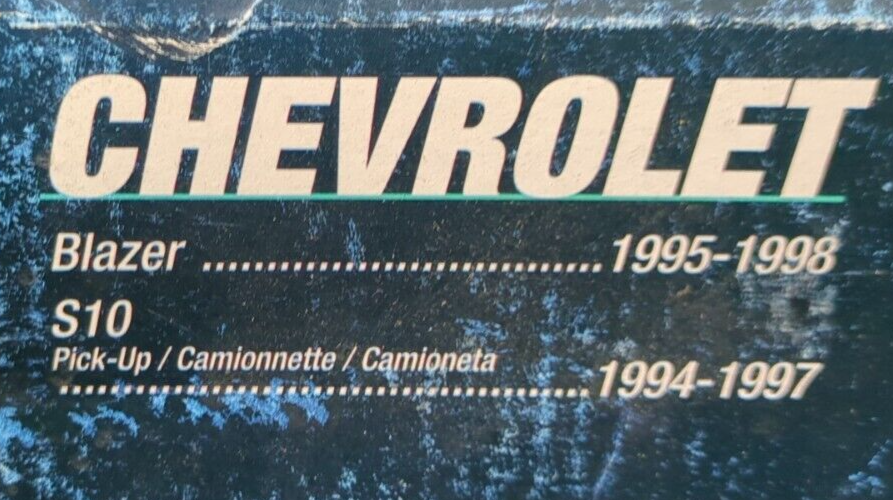 CHEVROLET
Blazer ................................ 1995-1998
S10
Pick-Up / Camionnette / Camioneta
.......................................... 1994-1997